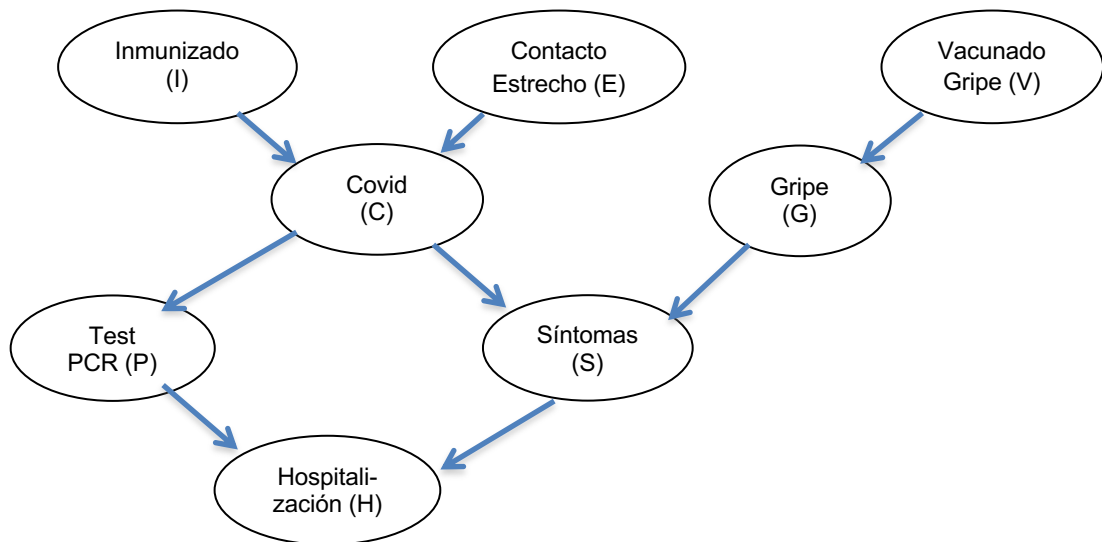 Inmunizado
(I)
Contacto
Estrecho (E)
Vacunado
Gripe (V)
Covid
(C)
Gripe
(G)
Test
PCR (P)
Síntomas
(S)
Hospitali-
zación (H)